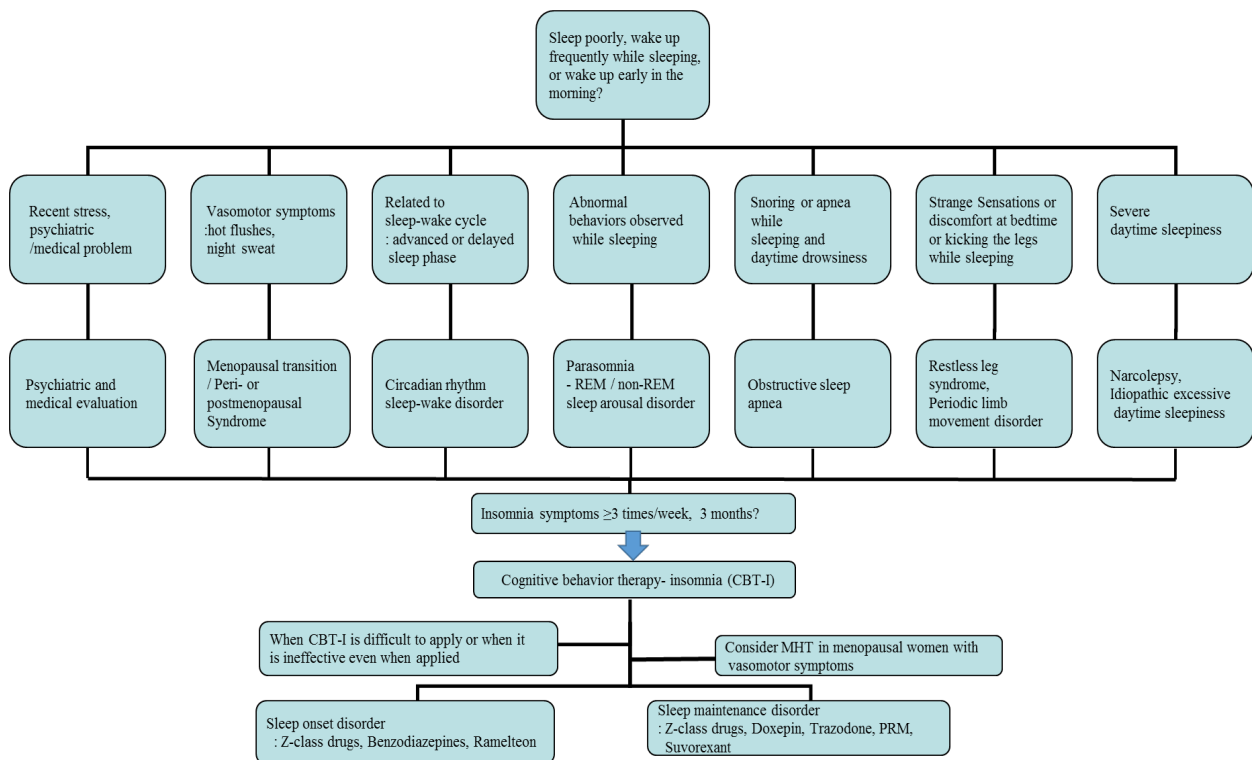 Sleep poorly, wake up
frequently while sleeping,
or wake up early in the
morning?
Recent stress,
psychiatric
/medical problem
Vasomotor symptoms
:hot flushes,
night sweat
Related to
sleep-wake cycle
: advanced or delayed
sleep phase
Abnormal
behaviors observed
while sleeping
Snoring or apnea
while
sleeping and
daytime drowsiness
Strange Sensations or
discomfort at bedtime
or kicking the legs
while sleeping
Severe
daytime sleepiness
Psychiatric and
medical evaluation
Menopausal transition
/ Peri- or
postmenopausal
Syndrome
Circadian rhythm
sleep-wake disorder
Parasomnia
- REM / non-REM
sleep arousal disorder
Obstructive sleep
apnea
Restless leg
syndrome,
Periodic limb
movement disorder
Narcolepsy,
Idiopathic excessive
daytime sleepiness
Insomnia symptoms ≥3 times/week, 3 months?
Cognitive behavior therapy- insomnia (CBT-I)
When CBT-I is difficult to apply or when it
is ineffective even when applied
Consider MHT in menopausal women with
vasomotor symptoms
Sleep onset disorder
: Z-class drugs, Benzodiazepines, Ramelteon
Sleep maintenance disorder
: Z-class drugs, Doxepin, Trazodone, PRM,
Suvorexant